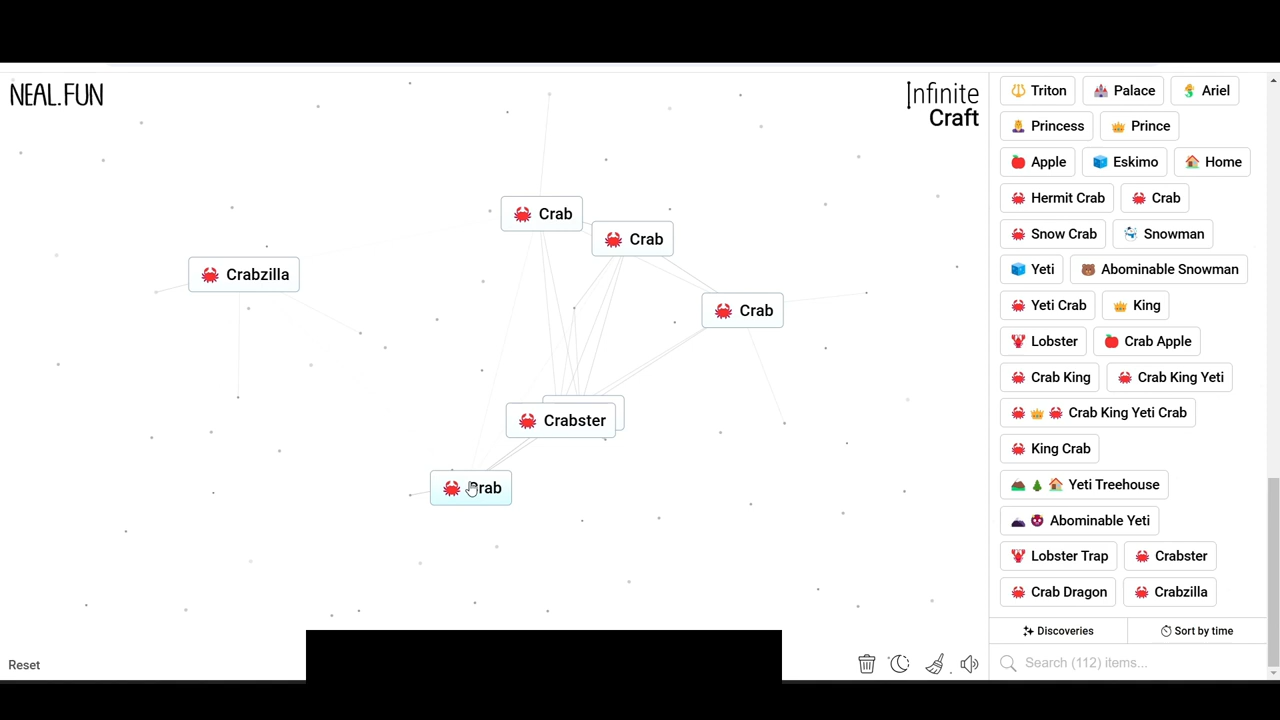 NEAL.FUN
Infinite
Craft
Crab
Crab
Crabzilla
Crab
Crabster
Triton Palace Ariel
Princess Prince
Apple Eskimo Home
Hermit Crab Crab
Snow Crab Snowman
Yeti Abominable Snowman
Yeti Crab King
Lobster Crab Apple
Crab King Crab King Yeti
Crab King Yeti Crab
King Crab
Yeti Treehouse
Abominable Yeti
Lobster Trap Crabster
Crab Dragon Crabzilla
Discoveries Sort by time
Search (112) items...
Reset